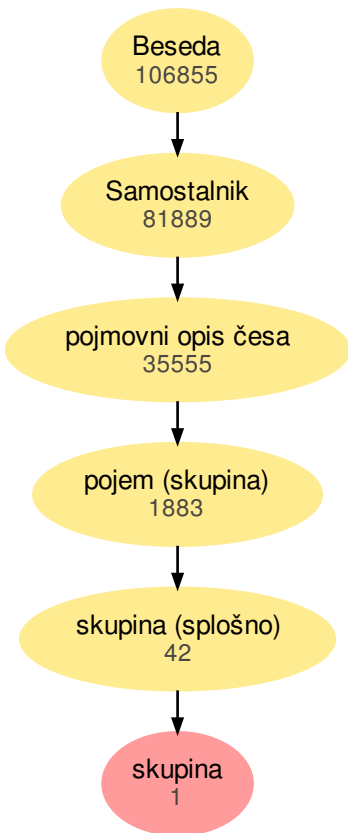 Beseda
106855
Samostalnik
81889
pojmovni opis česa
35555
pojem (skupina)
1883
skupina (splošno)
42
skupina
1